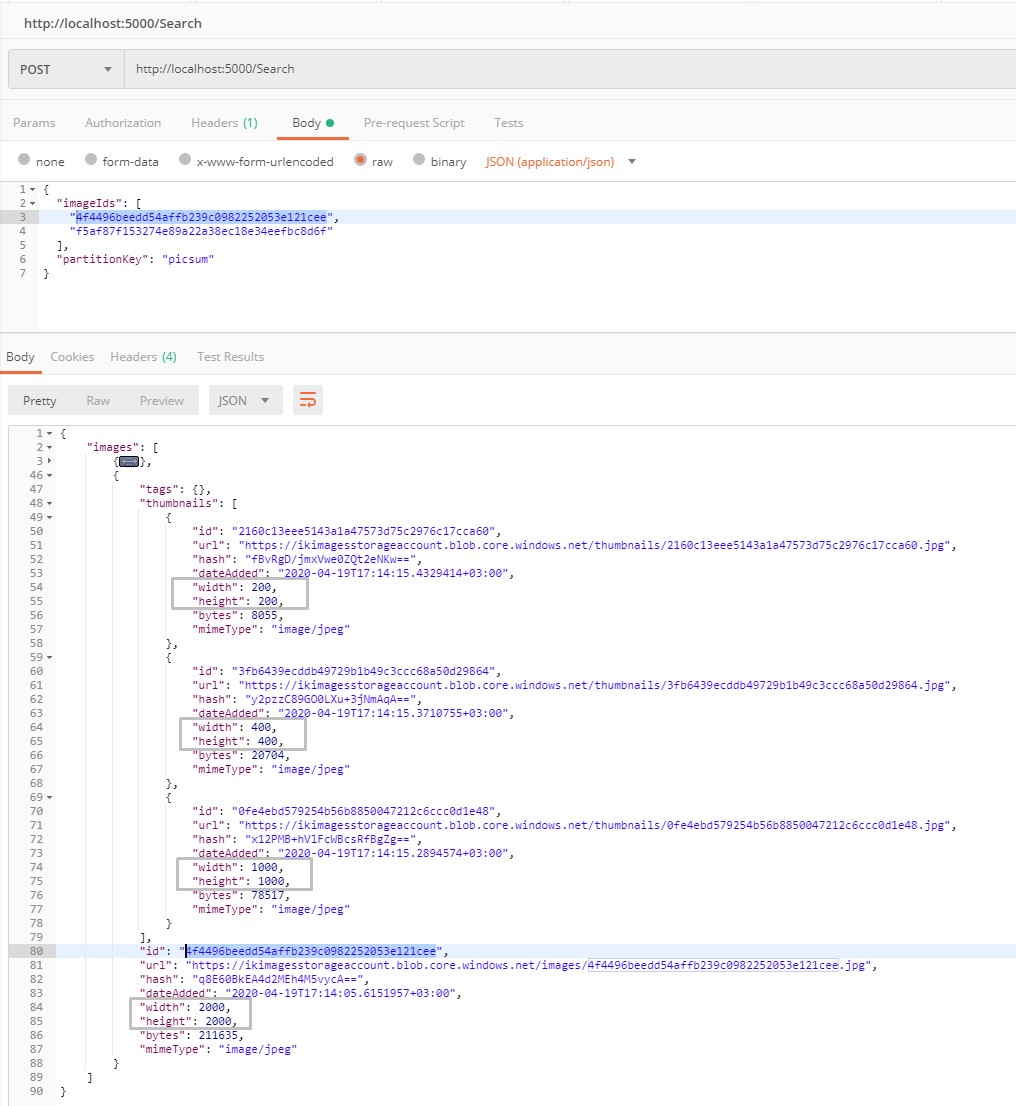 http://localhost:5000/Search
POST http://localhost:5000/Search
Params Authorization Headers (1) Body Pre-request Script Tests
none form-data x-www-form-urlencoded raw binary JSON (application/json)
1 {
2 "imageIds": [
3 "4f4496beedd54affb239c0982252053e121cee",
4 "f5af87f153274e89a22a38ec18e34eefbc8d6f"
5 ],
6 "partitionKey": "picsum"
7 }
Body Cookies Headers (4) Test Results
Pretty Raw Preview JSON
1 {
2 "images": [
3 {},
46 {
47 "tags": {},
48 "thumbnails": [
49 {
50 "id": "2160c13eee5143a1a47573d75c2976c17cca60",
51 "url": "https://ikimagesstorageaccount.blob.core.windows.net/thumbnails/2160c13eee5143a1a47573d75c2976c17cca60.jpg",
52 "hash": "fBvRgD/jmxVwe0ZQt2eNKw==",
53 "dateAdded": "2020-04-19T17:14:15.4329414+03:00",
54 "width": 200,
55 "height": 200,
56 "bytes": 8055,
57 "mimeType": "image/jpeg"
58 },
59 {
60 "id": "3fb6439ecddb49729b1b49c3ccc68a50d29864",
61 "url": "https://ikimagesstorageaccount.blob.core.windows.net/thumbnails/3fb6439ecddb49729b1b49c3ccc68a50d29864.jpg",
62 "hash": "y2pzzC89GO0LXu+3jNmAqA==",
63 "dateAdded": "2020-04-19T17:14:15.3710755+03:00",
64 "width": 400,
65 "height": 400,
66 "bytes": 20704,
67 "mimeType": "image/jpeg"
68 },
69 {
70 "id": "0fe4ebd579254b56b8850047212c6ccc0d1e48",
71 "url": "https://ikimagesstorageaccount.blob.core.windows.net/thumbnails/0fe4ebd579254b56b8850047212c6ccc0d1e48.jpg",
72 "hash": "x12PMB+hVlFcWBcsRfBgZg==",
73 "dateAdded": "2020-04-19T17:14:15.2894574+03:00",
74 "width": 1000,
75 "height": 1000,
76 "bytes": 78517,
77 "mimeType": "image/jpeg"
78 }
79 ],
80 "id": "4f4496beedd54affb239c0982252053e121cee",
81 "url": "https://ikimagesstorageaccount.blob.core.windows.net/images/4f4496beedd54affb239c0982252053e121cee.jpg",
82 "hash": "q8E60BkEA4d2MEh4M5vycA==",
83 "dateAdded": "2020-04-19T17:14:05.6151957+03:00",
84 "width": 2000,
85 "height": 2000,
86 "bytes": 211635,
87 "mimeType": "image/jpeg"
88 }
89 ]
90 }